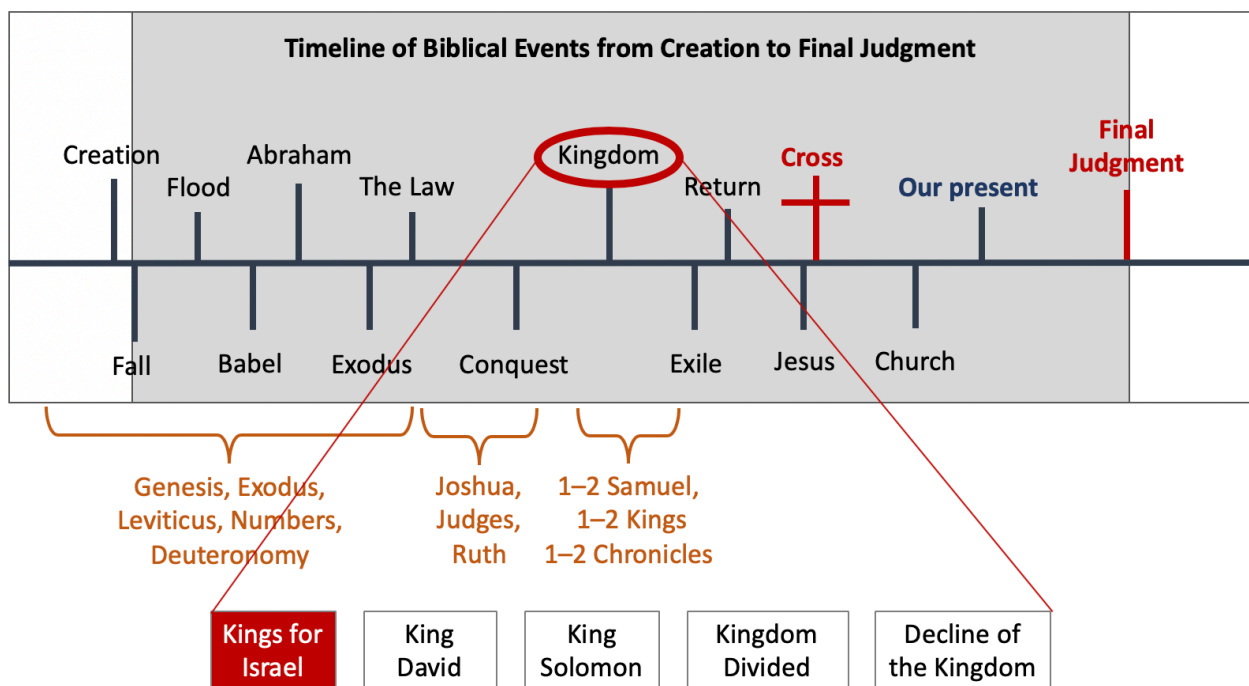 Timeline of Biblical Events from Creation to Final Judgment
Creation
Flood
Abraham
The Law
Kingdom
Return
Cross
Our present
Final
Judgment
Fall
Babel
Exodus
Conquest
Exile
Jesus
Church
Genesis, Exodus,
Leviticus, Numbers,
Deuteronomy
Joshua,
Judges,
Ruth
1–2 Samuel,
1–2 Kings
1–2 Chronicles
Kings for
Israel
King
David
King
Solomon
Kingdom
Divided
Decline of
the Kingdom